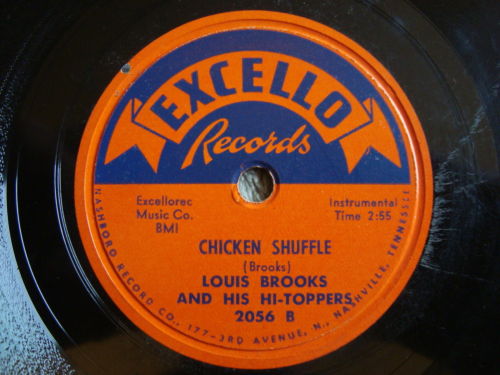 EXCELLO
Records
Excellorec
Music Co.
BMI
Instrumental
Time 2:55
CHICKEN SHUFFLE
(Brooks)
LOUIS BROOKS
AND HIS HI-TOPPERS
2056 B
NASHBORO RECORD CO., 177-3RD AVENUE, N., NASHVILLE, TENNESSEE